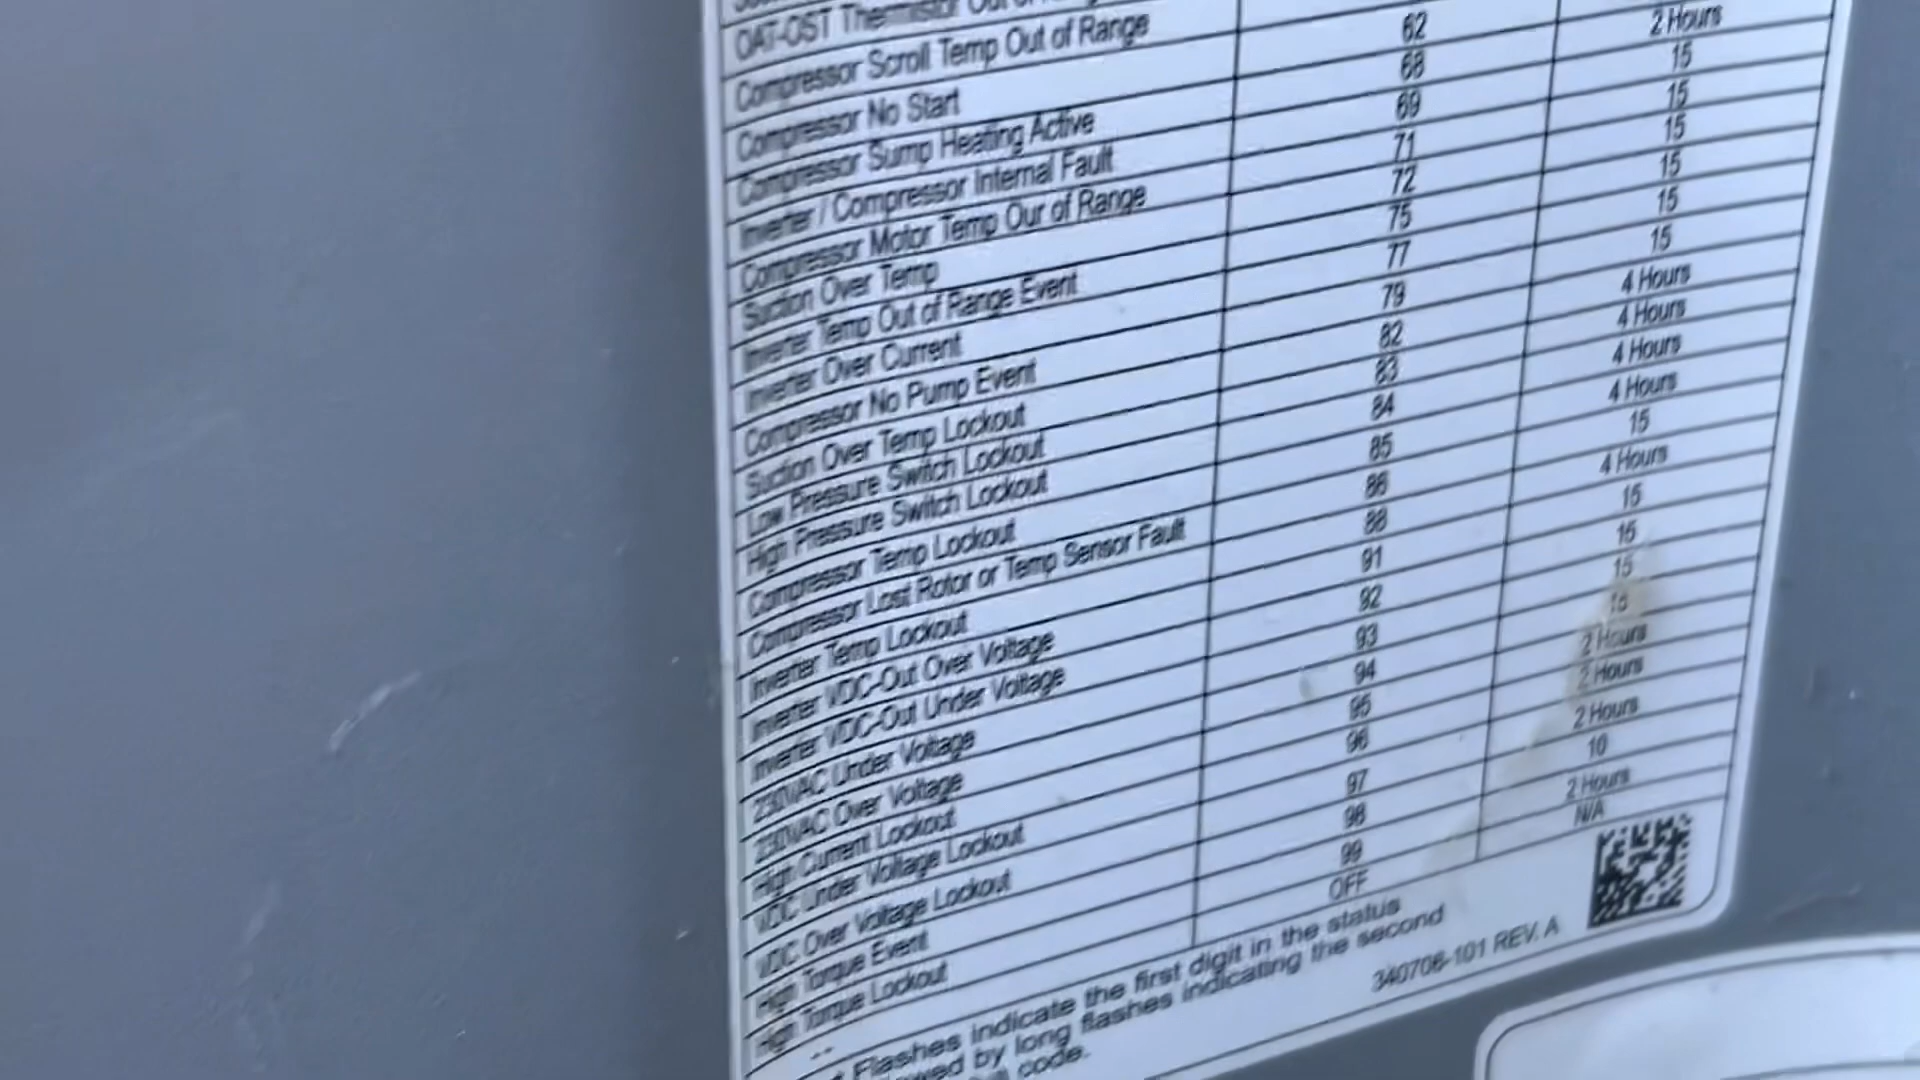 OAT-OST Thermistor Out of
Compressor Scroll Temp Out of Range
Compressor No Start 62
Compressor Sump Heating Active 68 2 Hours
Inverter / Compressor Internal Fault 69 15
Compressor Motor Temp Our of Range 71 15
Suction Over Temp 72 15
Inverter Temp Out of Range Event 75 15
Inverter Over Current 77 15
Compressor No Pump Event 79 15
Suction Over Temp Lockout 82 4 Hours
Low Pressure Switch Lockout 83 4 Hours
High Pressure Switch Lockout 84 4 Hours
Compressor Temp Lockout 85 4 Hours
Compressor Lost Rotor or Temp Sensor Fault 86 15
Inverter Temp Lockout 88 4 Hours
Inverter VDC-Out Over Voltage 91 15
Inverter VDC-Out Under Voltage 92 15
230VAC Under Voltage 93 15
230VAC Over Voltage 94 15
High Current Lockout 95 2 Hours
VDC Under Voltage Lockout 96 2 Hours
VDC Over Voltage Lockout 97 2 Hours
High Torque Event 98 10
High Torque Lockout 99 2 Hours
-- OFF N/A
Flashes indicate the first digit in the status
by long flashes indicating the second
code.
340706-101 REV. A